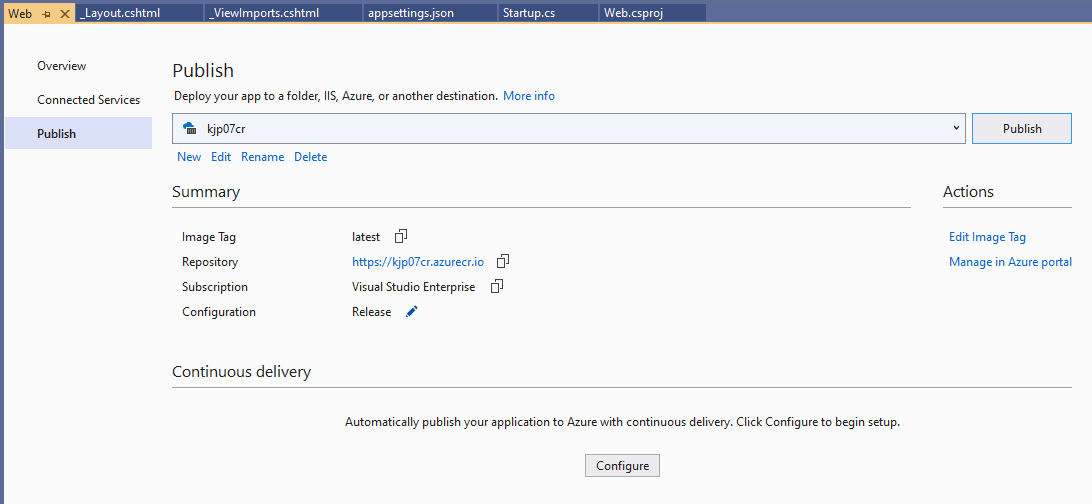 Web _Layout.cshtml _ViewImports.cshtml appsettings.json Startup.cs Web.csproj
Overview
Connected Services
Publish
Publish
Deploy your app to a folder, IIS, Azure, or another destination. More info
kjp07cr Publish
New Edit Rename Delete
Summary
Image Tag latest
Repository https://kjp07cr.azurecr.io
Subscription Visual Studio Enterprise
Configuration Release
Actions
Edit Image Tag
Manage in Azure portal
Continuous delivery
Automatically publish your application to Azure with continuous delivery. Click Configure to begin setup.
Configure